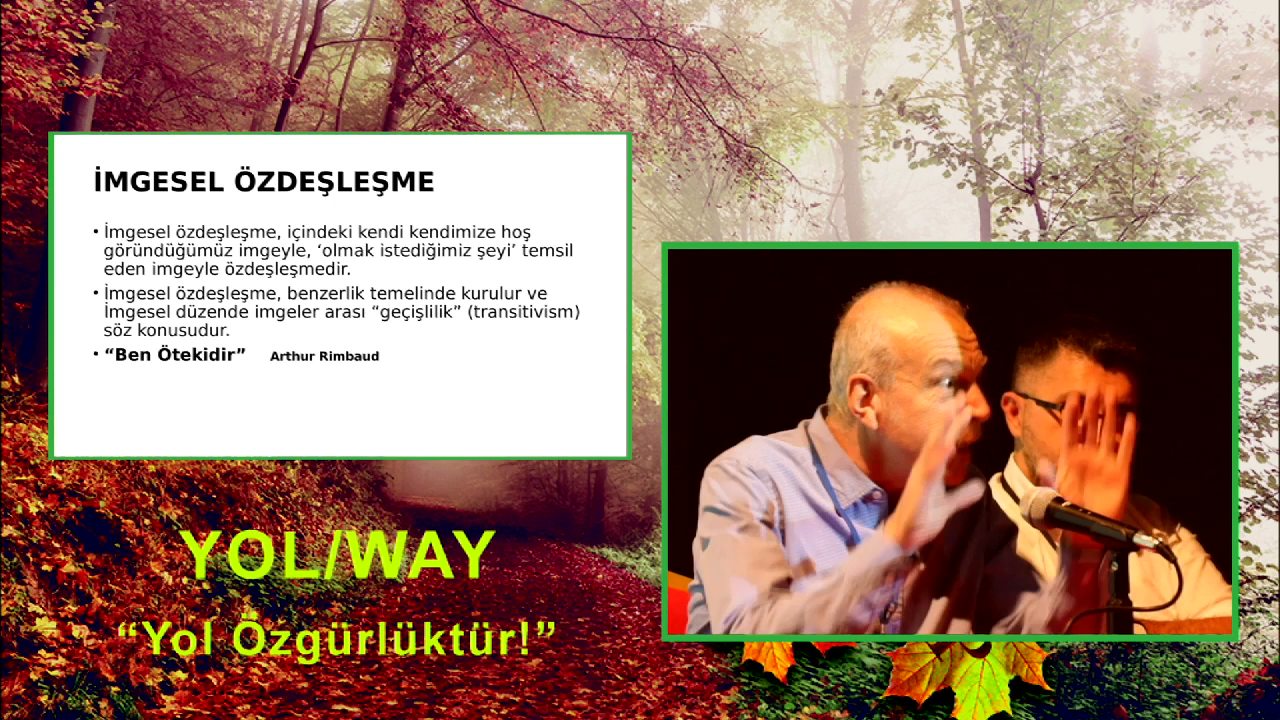 İMGESEL ÖZDEŞLEŞME
• İmgesel özdeşleşme, içindeki kendi kendimize hoş
göründüğümüz imgeyle, ‘olmak istediğimiz şeyi’ temsil
eden imgeyle özdeşleşmedir.
• İmgesel özdeşleşme, benzerlik temelinde kurulur ve
İmgesel düzende imgeler arası “geçişlilik” (transitivism)
söz konusudur.
• “Ben Ötekidir” Arthur Rimbaud
YOL/WAY
“Yol Özgürlüktür!”